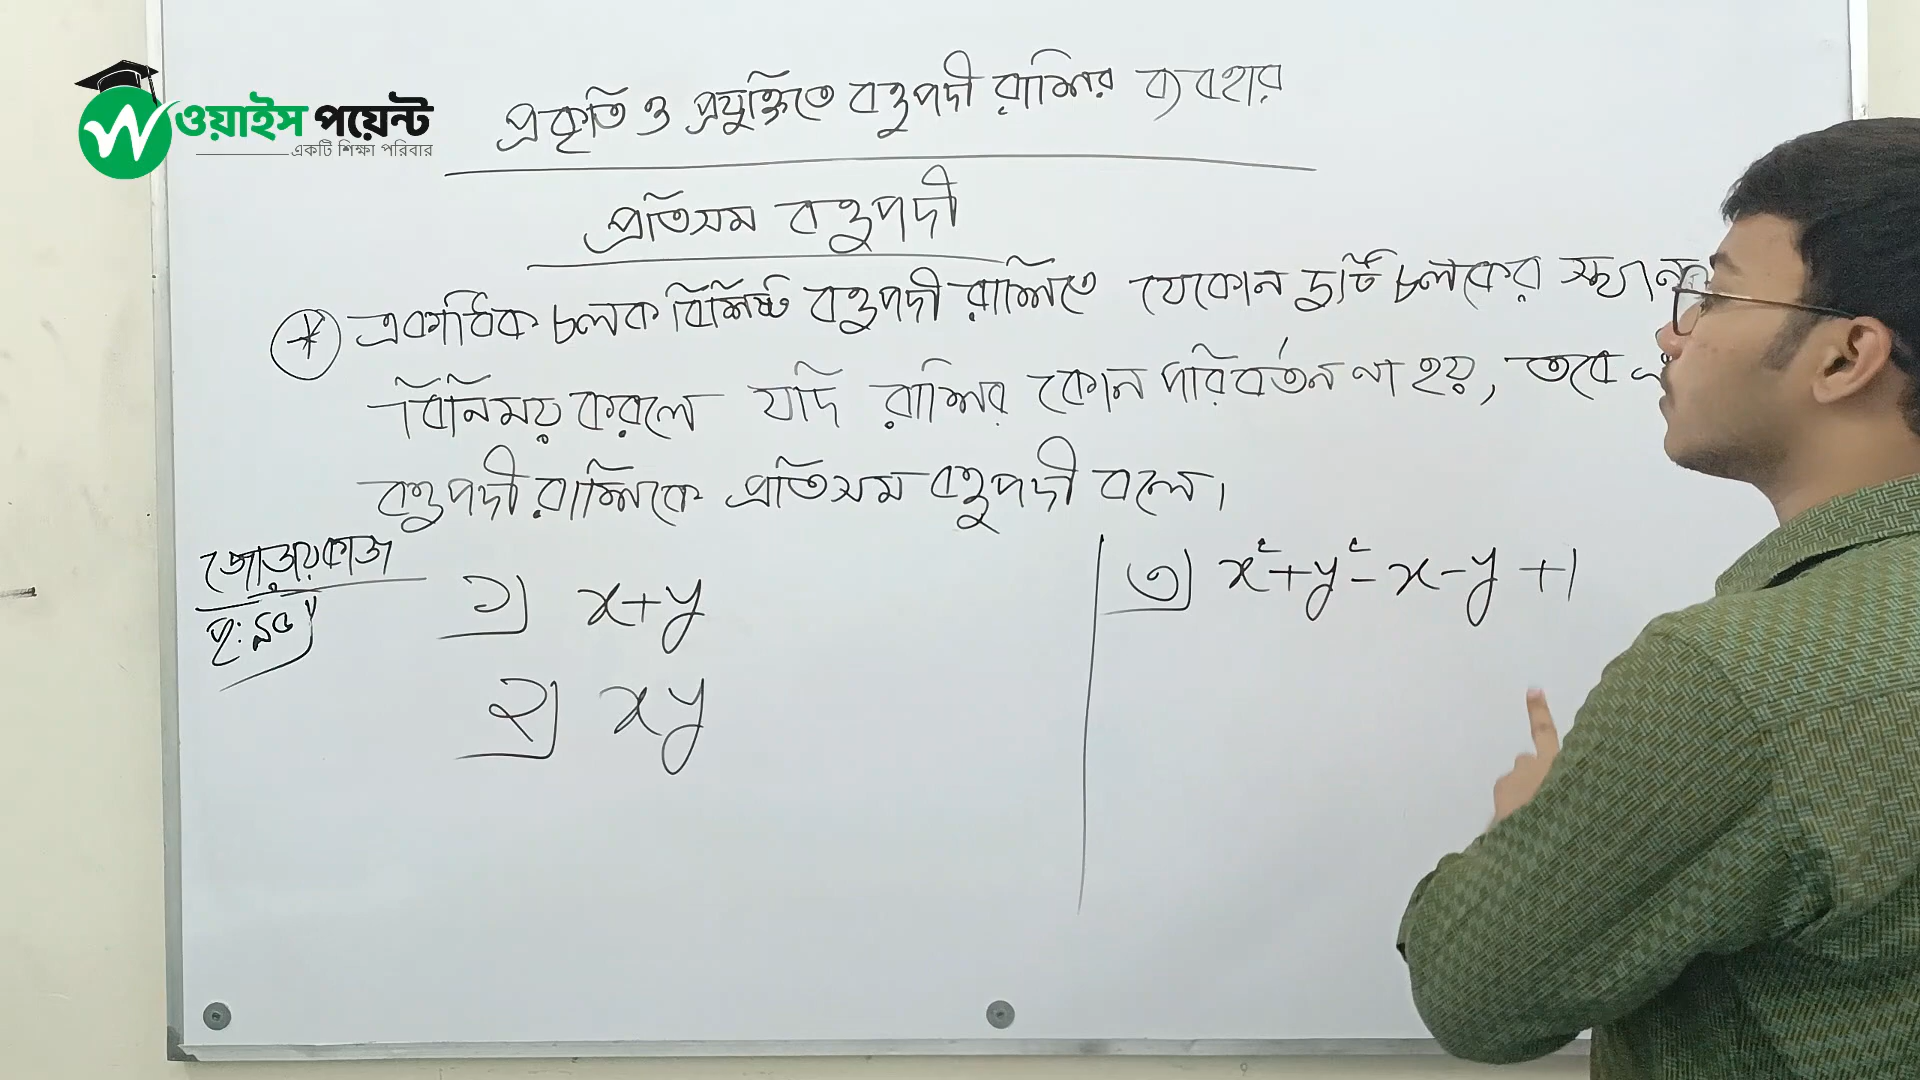 ওয়াইস পয়েন্ট
একটি শিক্ষা পরিবার
প্রকৃতি ও প্রযুক্তিতে বহুপদী রাশির ব্যবহার
প্রতিসম বহুপদী
* একাধিক চলক বিশিষ্ট বহুপদী রাশিতে যেকোন দুটি চলকের স্থান
বিনিময় করলে যদি রাশির কোন পরিবর্তন না হয়, তবে
বহুপদী রাশিকে প্রতিসম বহুপদী বলে।
জোড়ায় কাজ
পৃ: ৯৫
১) x+y
২) xy
৩) x²+y²-x-y+1